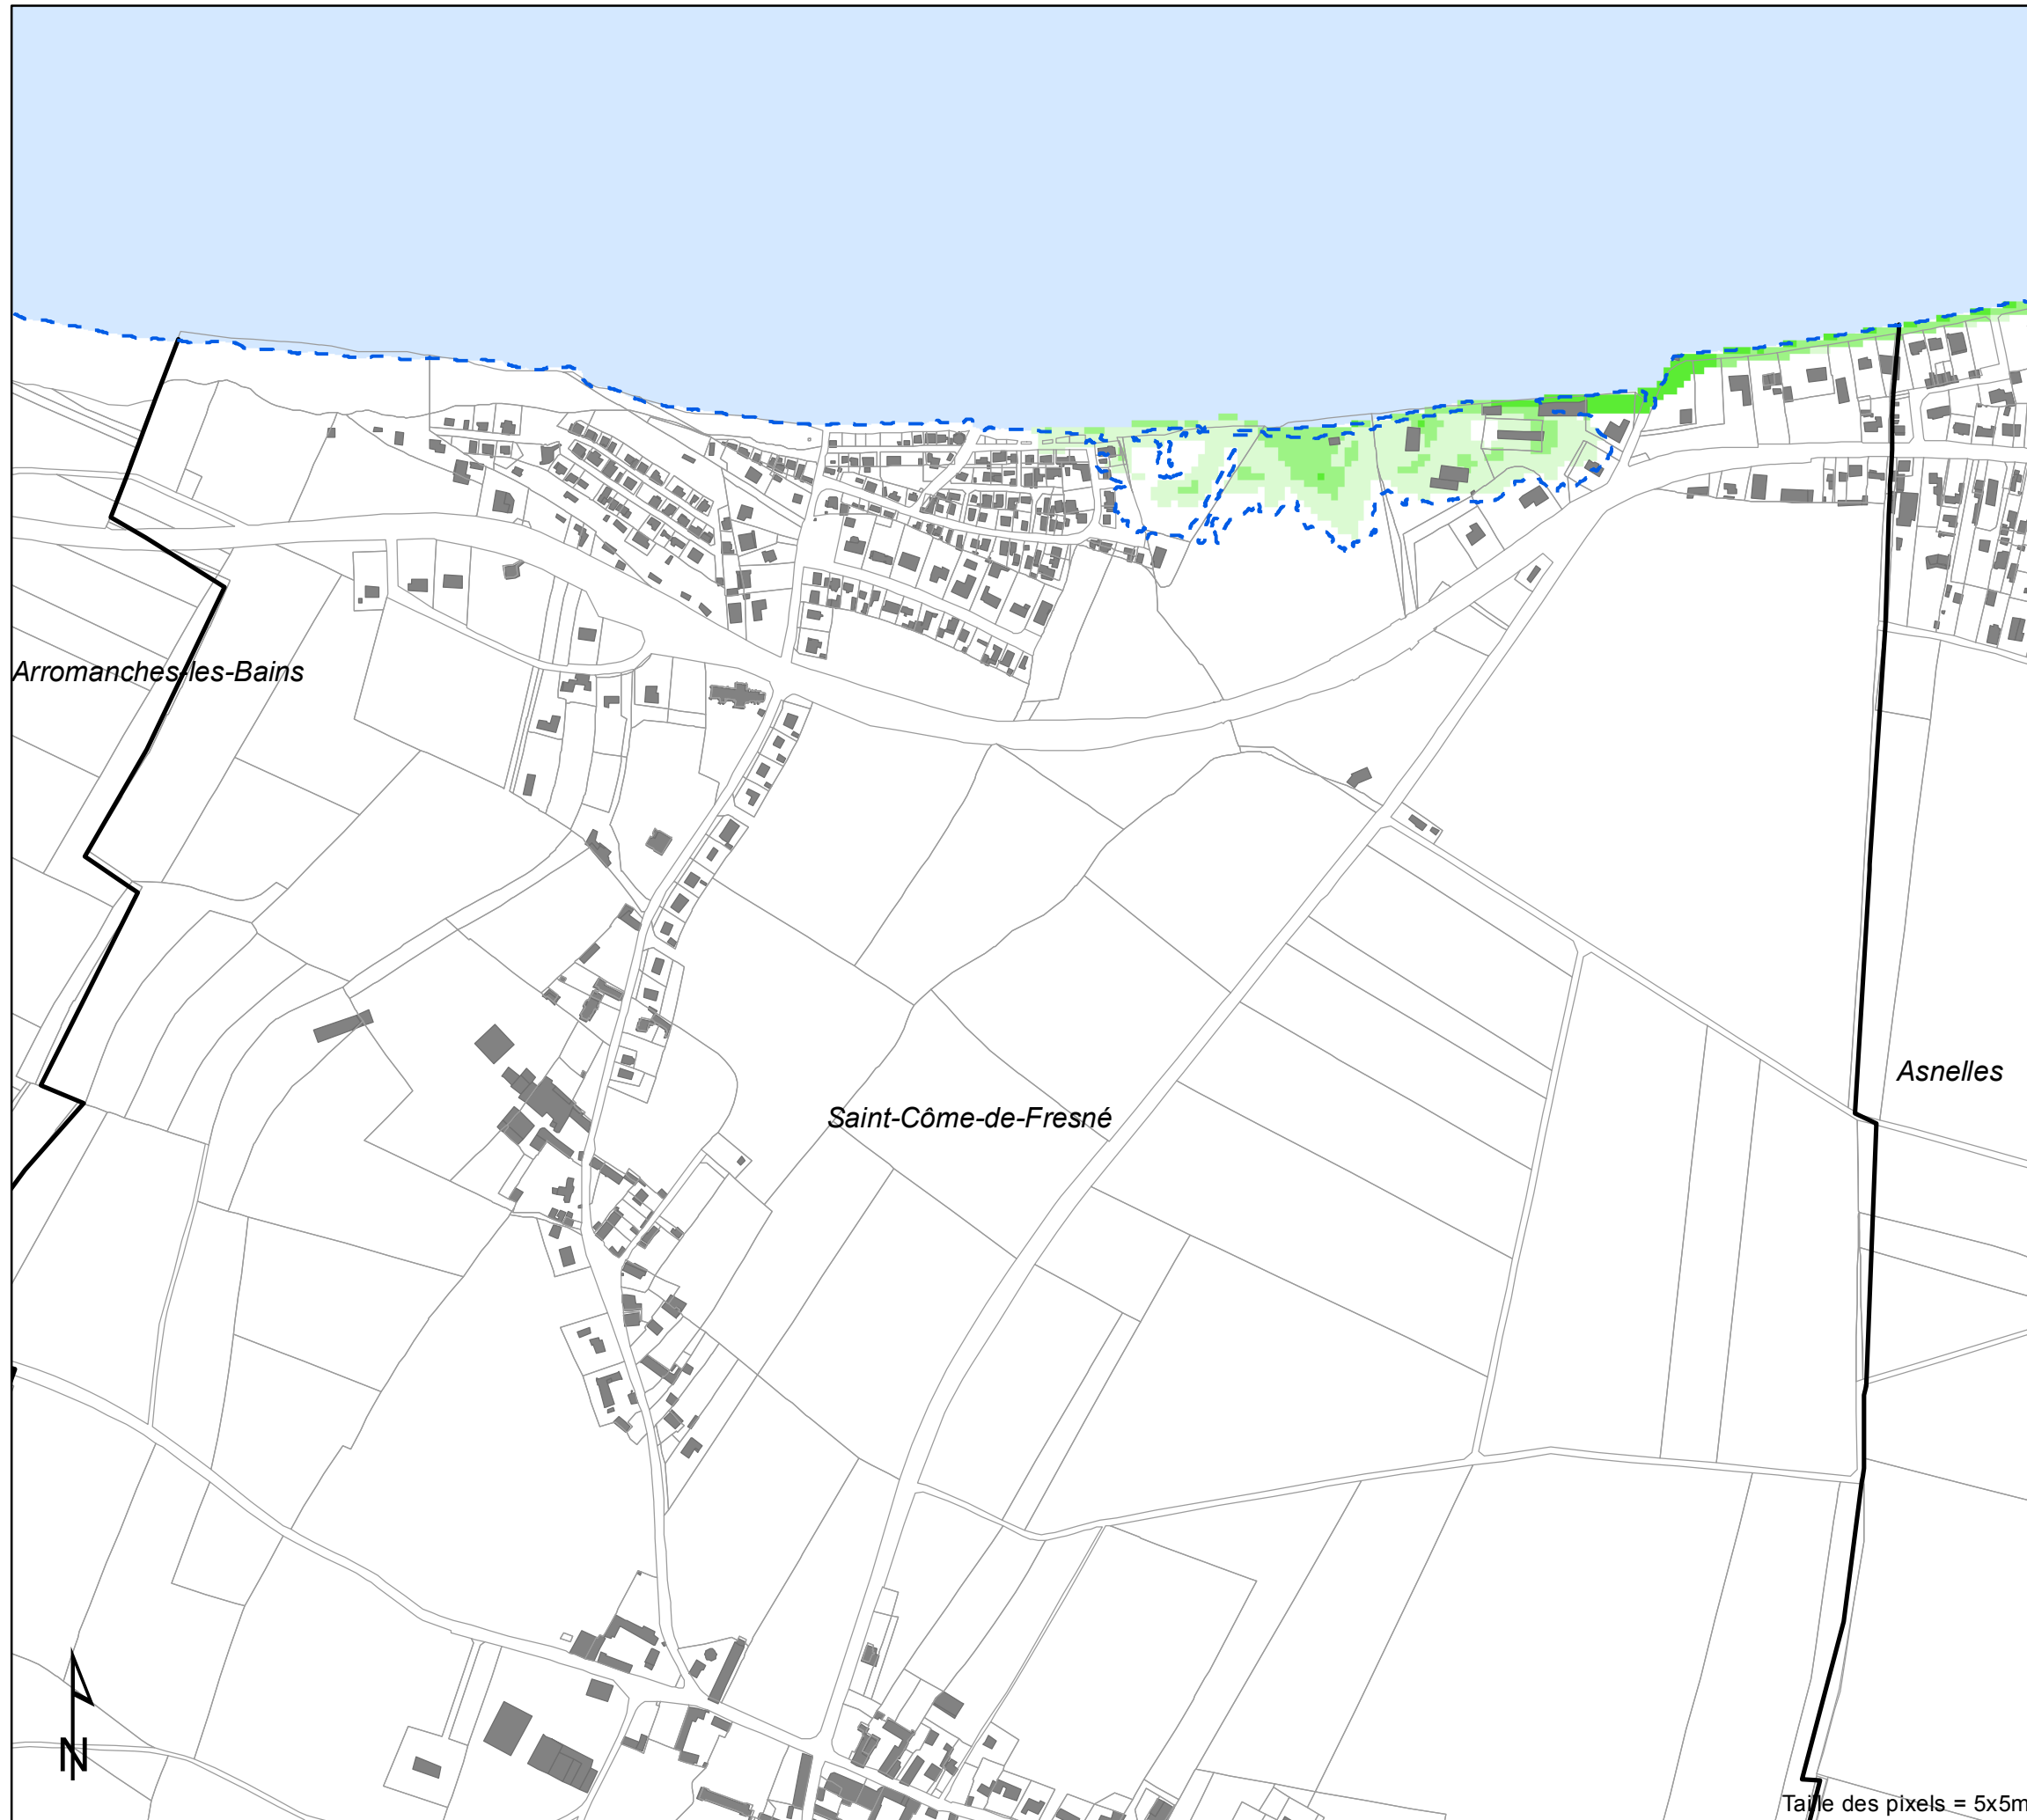 Arromanches-les-Bains
Asnelles
Saint-Côme-de-Fresné
N
Taille des pixels = 5x5m